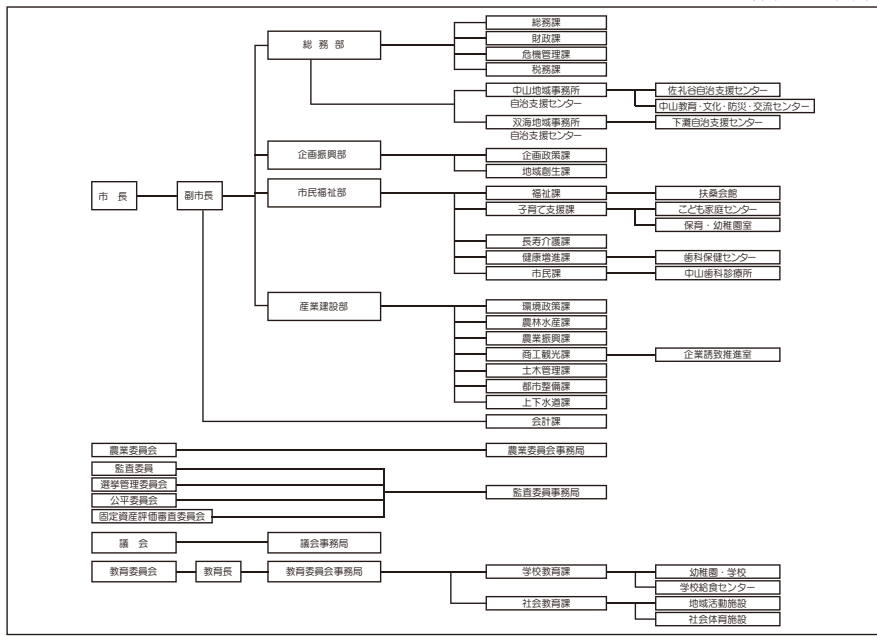 総務部
総務課
財政課
危機管理課
税務課
中山地域事務所
自治支援センター
佐礼谷自治支援センター
中山教育・文化・防災・交流センター
双海地域事務所
自治支援センター
下灘自治支援センター
企画振興部
企画政策課
地域創生課
市長
副市長
市民福祉部
福祉課
扶桑会館
子育て支援課
こども家庭センター
保育・幼稚園室
長寿介護課
健康増進課
歯科保健センター
市民課
中山歯科診療所
産業建設部
環境政策課
農林水産課
農業振興課
商工観光課
企業誘致推進室
土木管理課
都市整備課
上下水道課
会計課
農業委員会
農業委員会事務局
監査委員
選挙管理委員会
公平委員会
固定資産評価審査委員会
監査委員事務局
議会
議会事務局
教育委員会
教育長
教育委員会事務局
学校教育課
幼稚園・学校
学校給食センター
社会教育課
地域活動施設
社会体育施設